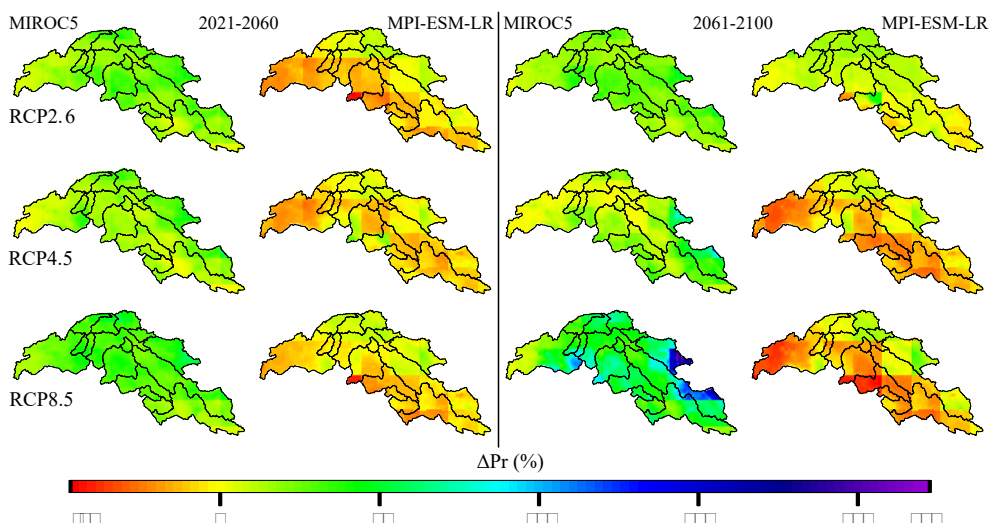 MIROC5 2021-2060 MPI-ESM-LR MIROC5 2061-2100 MPI-ESM-LR
RCP2.6
RCP4.5
RCP8.5
ΔPr (%)